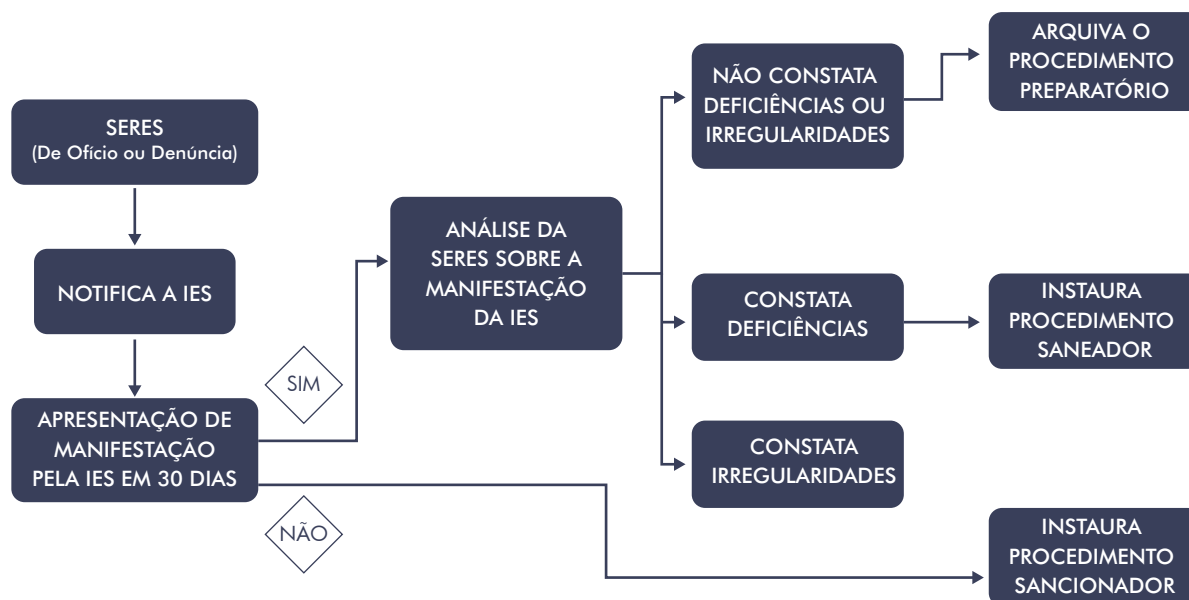 SERES
(De Ofício ou Denúncia)
NOTIFICA A IES
APRESENTAÇÃO DE
MANIFESTAÇÃO
PELA IES EM 30 DIAS
SIM
NÃO
ANÁLISE DA
SERES SOBRE A
MANIFESTAÇÃO
DA IES
NÃO CONSTATA
DEFICIÊNCIAS OU
IRREGULARIDADES
ARQUIVA O
PROCEDIMENTO
PREPARATÓRIO
CONSTATA
DEFICIÊNCIAS
INSTAURA
PROCEDIMENTO
SANEADOR
CONSTATA
IRREGULARIDADES
INSTAURA
PROCEDIMENTO
SANCIONADOR